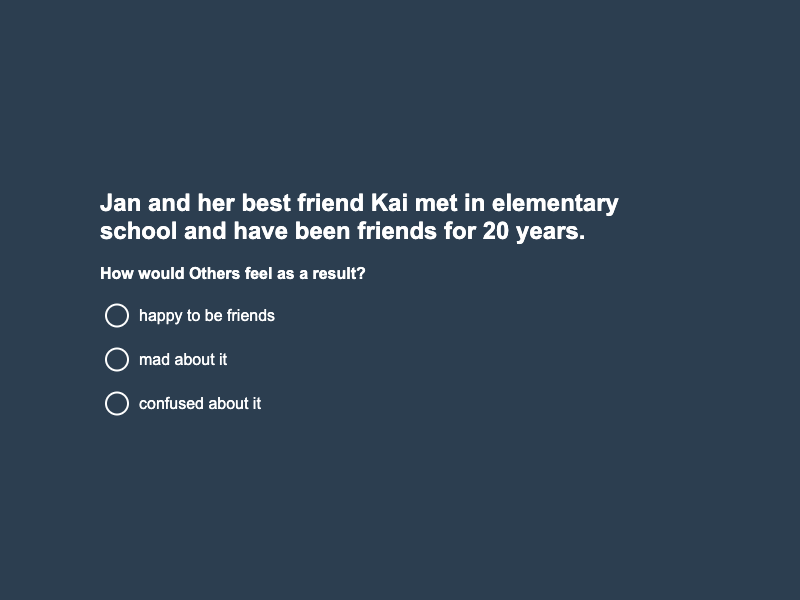 Jan and her best friend Kai met in elementary
school and have been friends for 20 years.
How would Others feel as a result?
happy to be friends
mad about it
confused about it